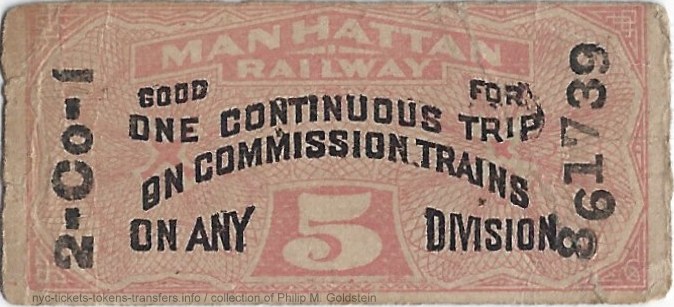 MANHATTAN
RAILWAY
GOOD FOR
ONE CONTINUOUS TRIP
ON COMMISSION TRAINS
ON ANY 5 DIVISION
2-Co-1
861739
nyc-tickets-tokens-transfers info / collection of Philip M. Goldstein